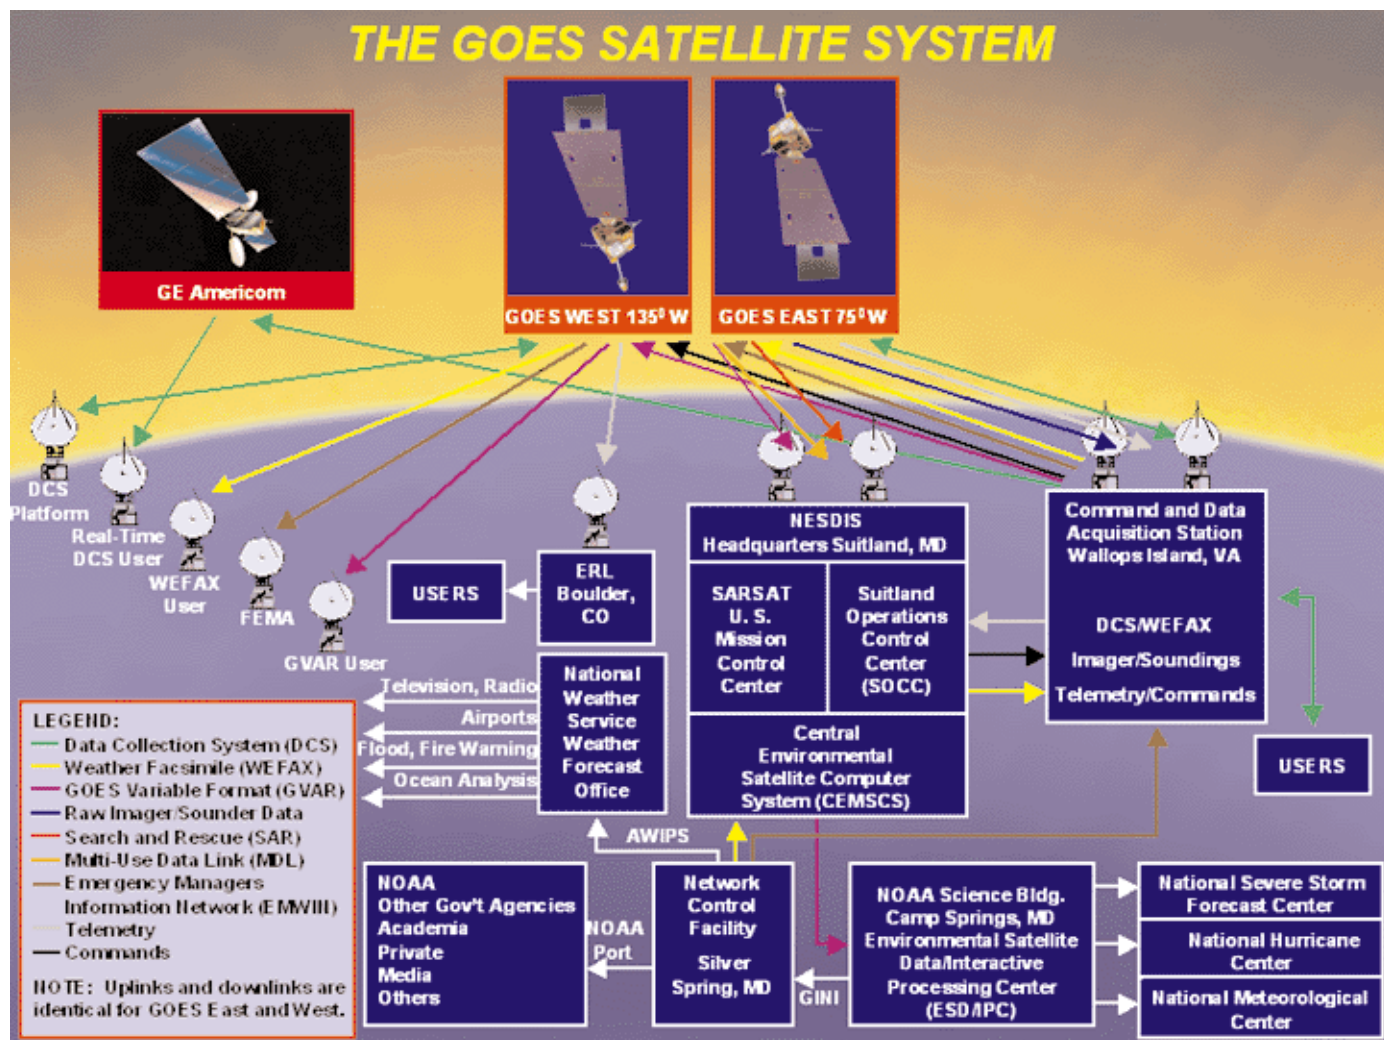 THE GOES SATELLITE SYSTEM
GE Americom
GOES WEST 135⁰ W
GOES EAST 75⁰ W
DCS
Platform
Real-Time
DCS User
WEFAX
User
FEMA
GVAR User
USERS
ERL
Boulder,
CO
NESDIS
Headquarters Suitland, MD
SARSAT
U. S.
Mission
Control
Center
Suitland
Operations
Control
Center
(SOCC)
Central
Environmental
Satellite Computer
System (CEMSCS)
Command and Data
Acquisition Station
Wallops Island, VA
DCS/WEFAX
Imager/Soundings
Telemetry/Commands
USERS
National
Weather
Service
Weather
Forecast
Office
Television, Radio
Airports
Flood, Fire Warning
Ocean Analysis
LEGEND:
Data Collection System (DCS)
Weather Facsimile (WEFAX)
GOES Variable Format (GVAR)
Raw Imager/Sounder Data
Search and Rescue (SAR)
Multi-Use Data Link (MDL)
Emergency Managers
Information Network (EMWIN)
Telemetry
Commands
NOTE: Uplinks and downlinks are
identical for GOES East and West.
AWIPS
NOAA
Other Gov't Agencies
Academia
Private
Media
Others
NOAA
Port
Network
Control
Facility
Silver
Spring, MD
GINI
NOAA Science Bldg.
Camp Springs, MD
Environmental Satellite
Data/Interactive
Processing Center
(ESD/IPC)
National Severe Storm
Forecast Center
National Hurricane
Center
National Meteorological
Center